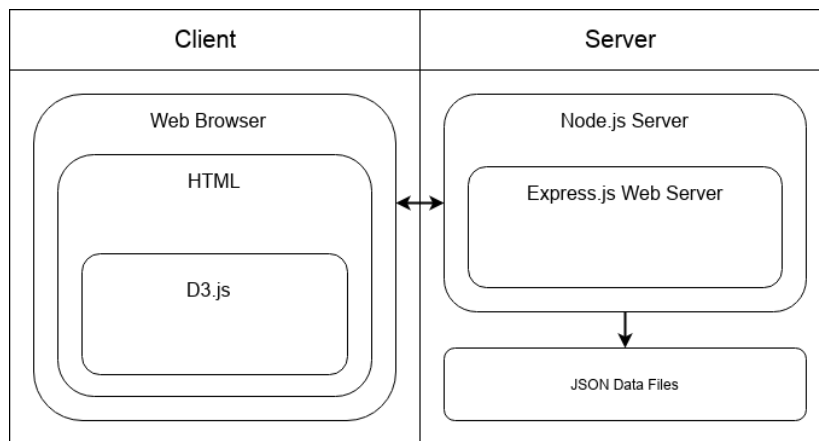 Client
Server
Web Browser
HTML
D3.js
Node.js Server
Express.js Web Server
JSON Data Files